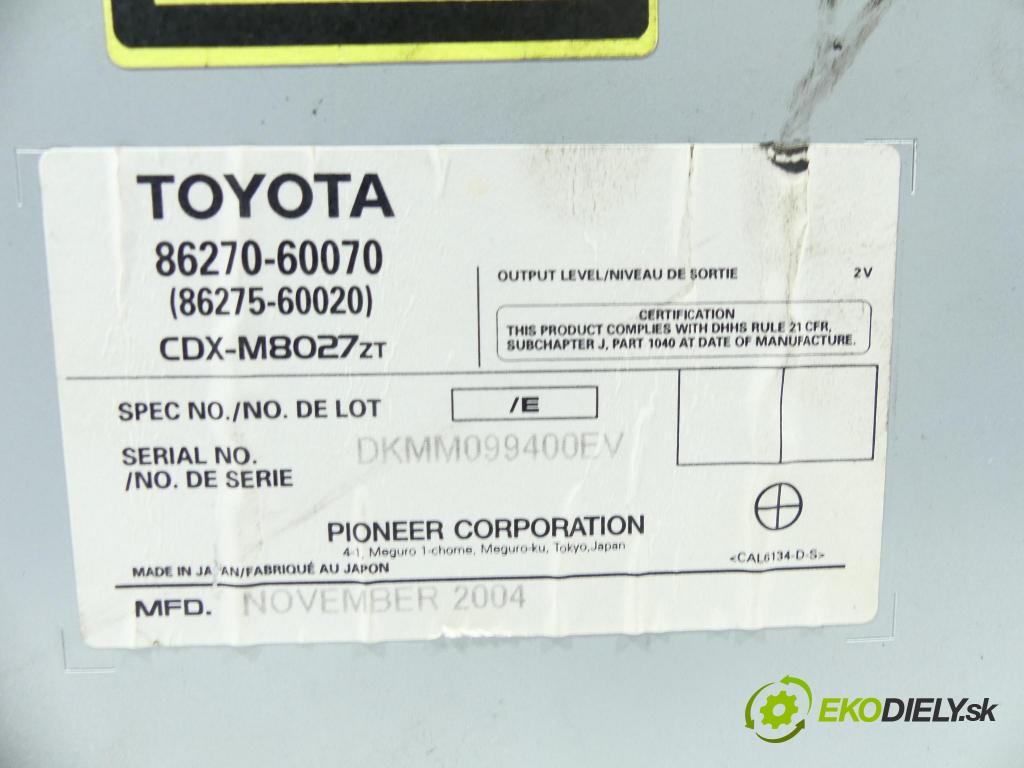 TOYOTA
86270-60070
(86275-60020)
CDX-M8027ZT
OUTPUT LEVEL/NIVEAU DE SORTIE 2V
CERTIFICATION
THIS PRODUCT COMPLIES WITH DHHS RULE 21 CFR,
SUBCHAPTER J, PART 1040 AT DATE OF MANUFACTURE.
SPEC NO./NO. DE LOT /E
SERIAL NO. DKMM099400EV
/NO. DE SERIE
PIONEER CORPORATION
4-1, Meguro 1-chome, Meguro-ku, Tokyo, Japan
<CAL6134-D-S>
MADE IN JAPAN/FABRIQUÉ AU JAPON
MFD. NOVEMBER 2004
EKODIELY.sk